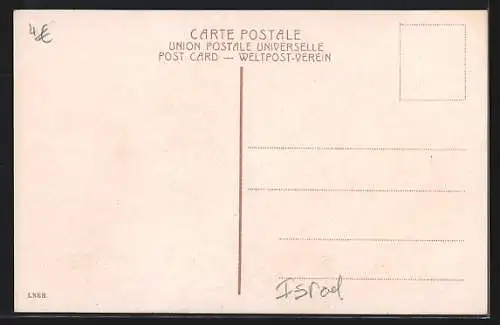 4€
CARTE POSTALE
UNION POSTALE UNIVERSELLE
POST CARD — WELTPOST-VEREIN
Israel